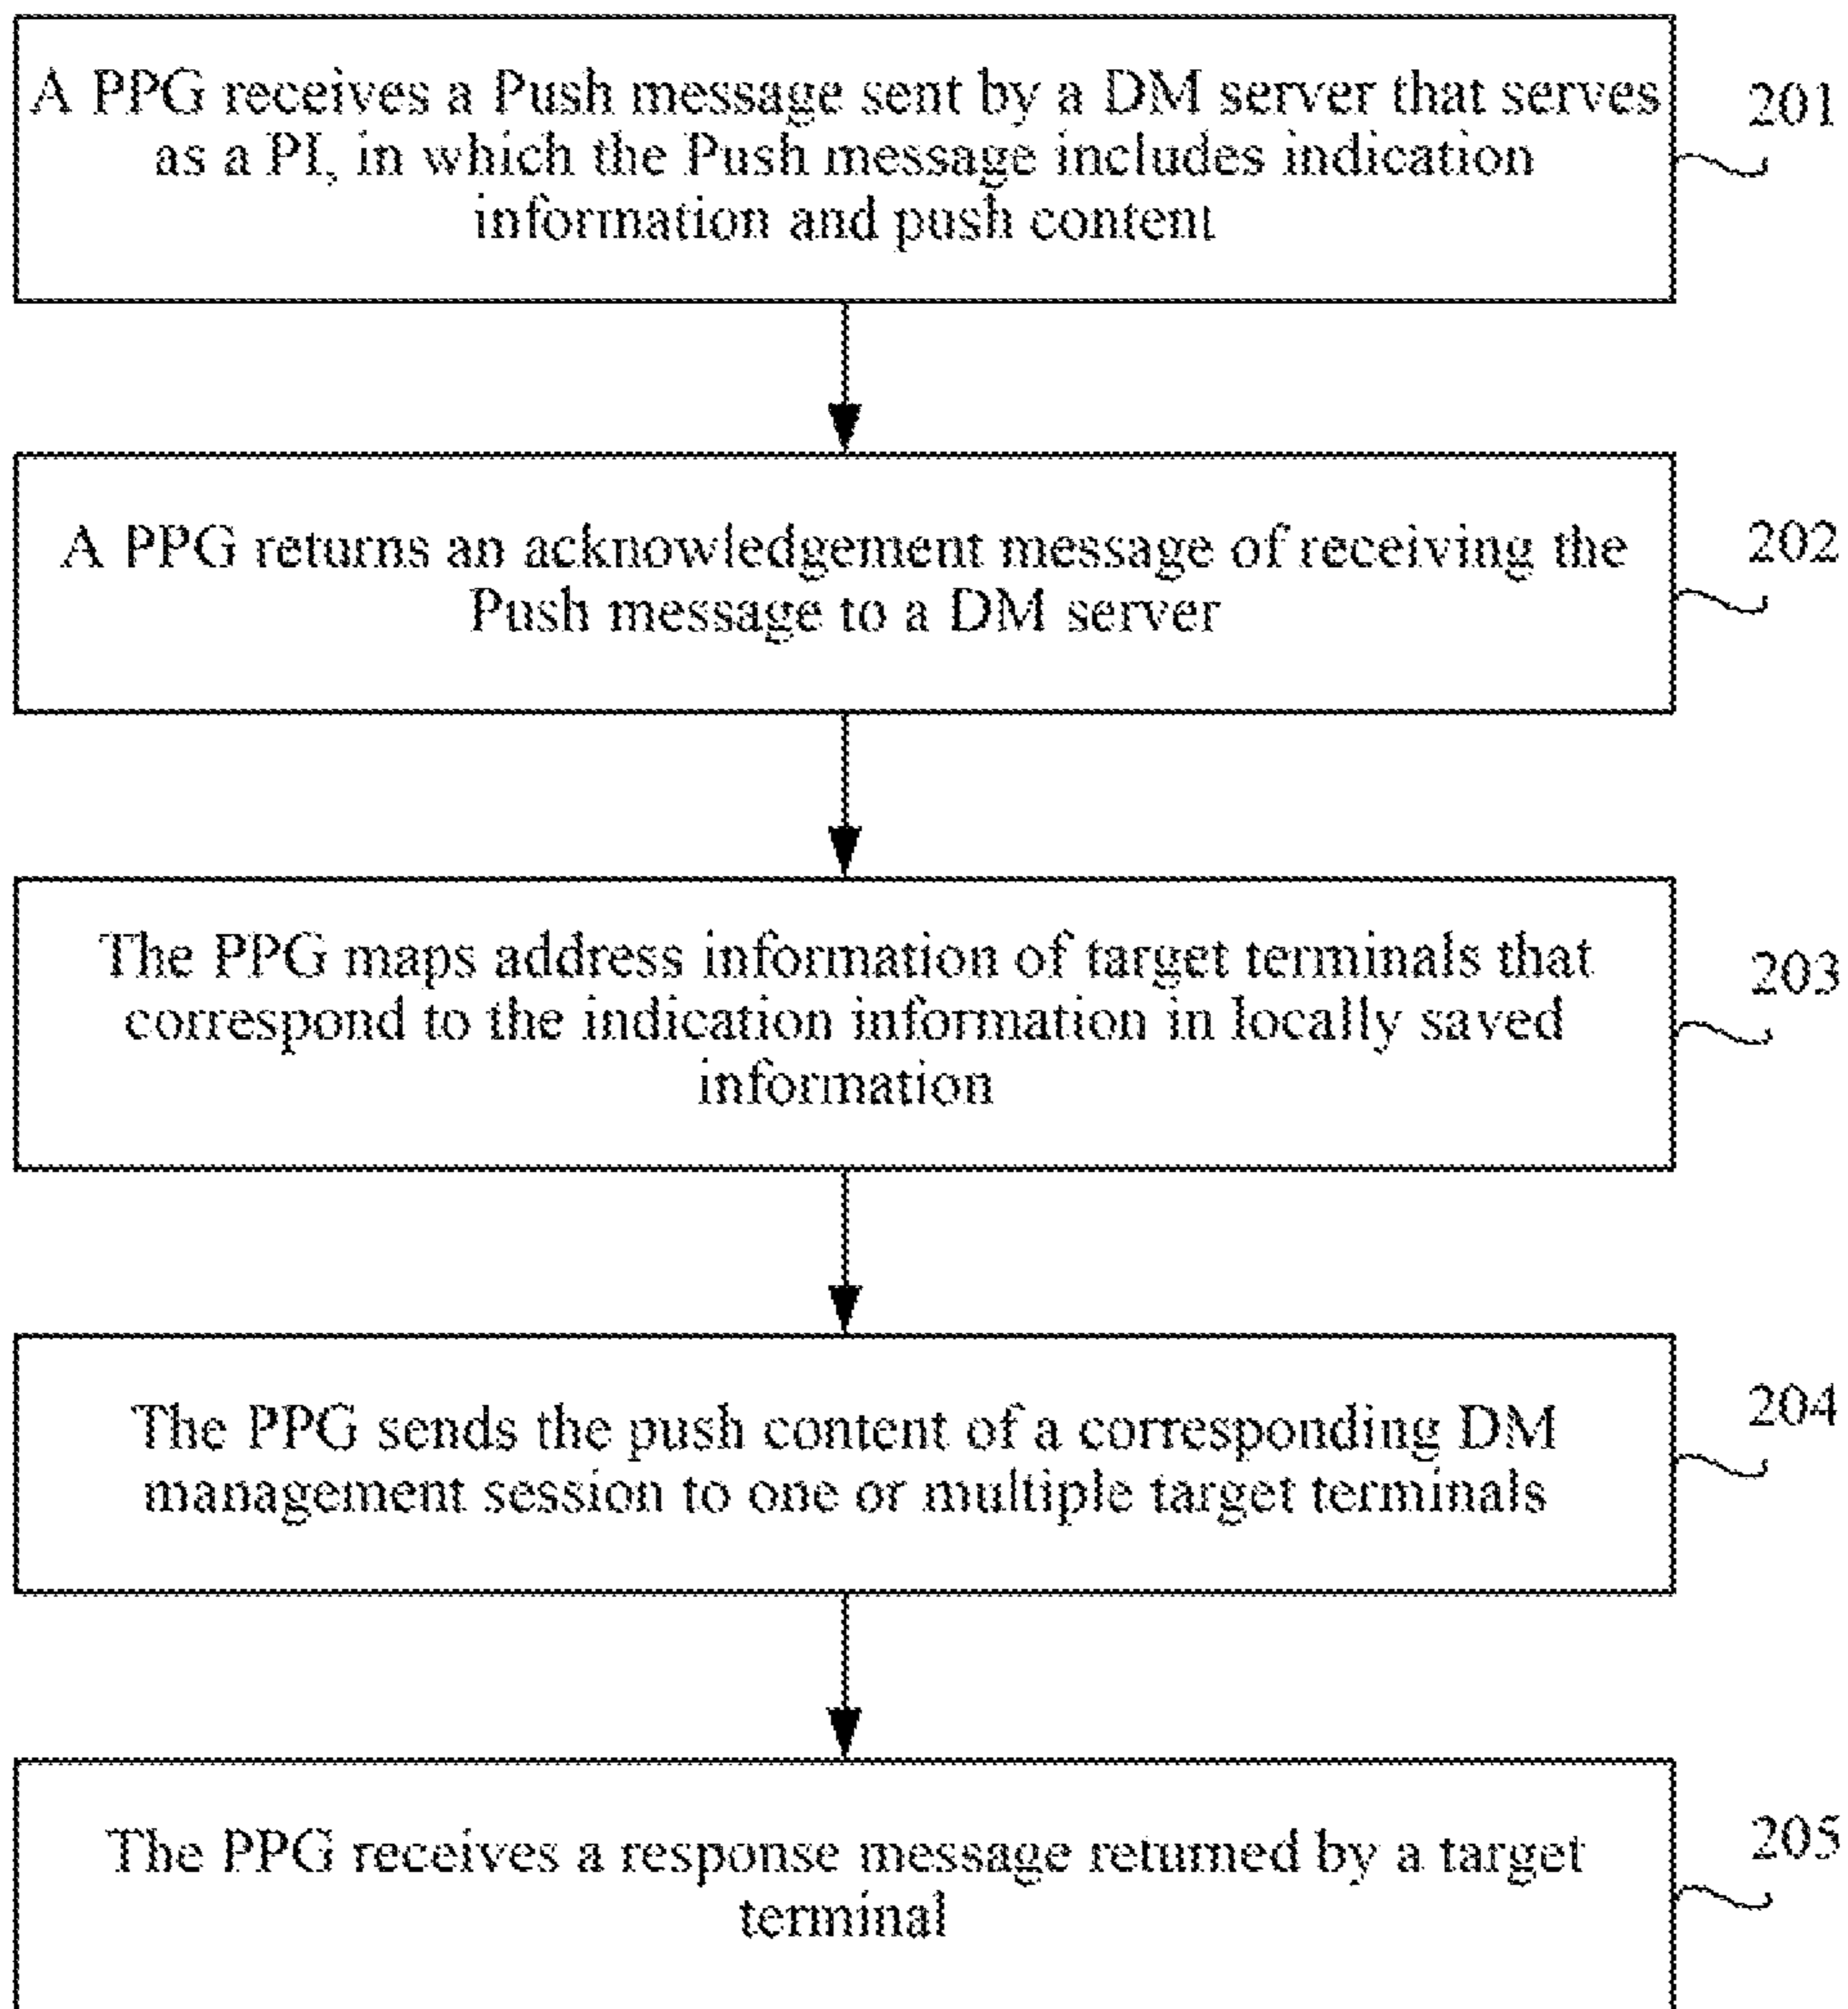 A PPG receives a Push message sent by a DM server that serves
as a PI, in which the Push message includes indication
information and push content
201
A PPG returns an acknowledgement message of receiving the
Push message to a DM server
202
The PPG maps address information of target terminals that
correspond to the indication information in locally saved
information
203
The PPG sends the push content of a corresponding DM
management session to one or multiple target terminals
204
The PPG receives a response message returned by a target
terminal
205